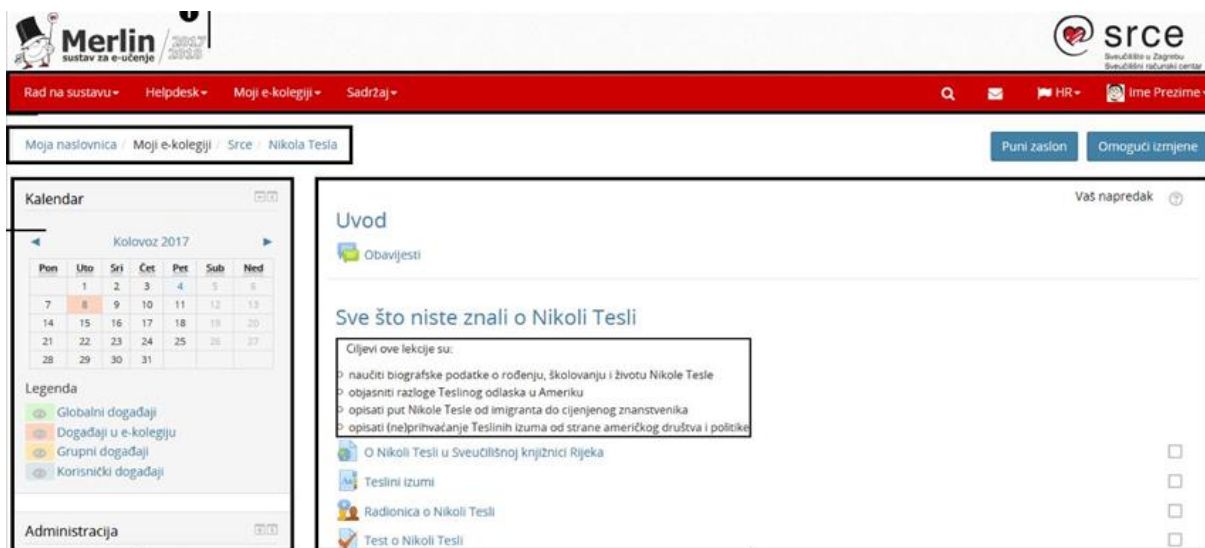 Merlin
sustav za e-učenje
2017
2018
srce
Sveučilište u Zagrebu
Sveučilišni računski centar
Rad na sustavu Helpdesk Moji e-kolegiji Sadržaj HR Ime Prezime
Moja naslovnica / Moji e-kolegiji / Srce / Nikola Tesla
Puni zaslon Omogući izmjene
Kalendar
Kolovoz 2017
Pon Uto Sri Čet Pet Sub Ned
1 2 3 4 5 6
7 8 9 10 11 12 13
14 15 16 17 18 19 20
21 22 23 24 25 26 27
28 29 30 31
Legenda
Globalni događaji
Događaji u e-kolegiju
Grupni događaji
Korisnički događaji
Administracija
Vaš napredak
Uvod
Obavijesti
Sve što niste znali o Nikoli Tesli
Ciljevi ove lekcije su:
naučiti biografske podatke o rođenju, školovanju i životu Nikole Tesle
objasniti razloge Teslinog odlaska u Ameriku
opisati put Nikole Tesle od imigranta do cijenjenog znanstvenika
opisati (ne)prihvaćanje Teslinih izuma od strane američkog društva i politike
O Nikoli Tesli u Sveučilišnoj knjižnici Rijeka
Teslini izumi
Radionica o Nikoli Tesli
Test o Nikoli Tesli